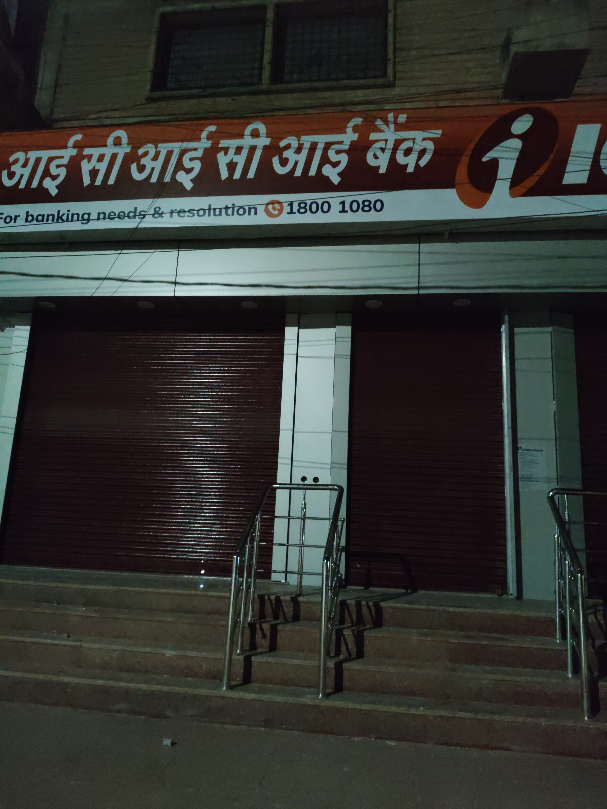 आई सी आई सी आई बैंक
For banking needs & resolution 1800 1080